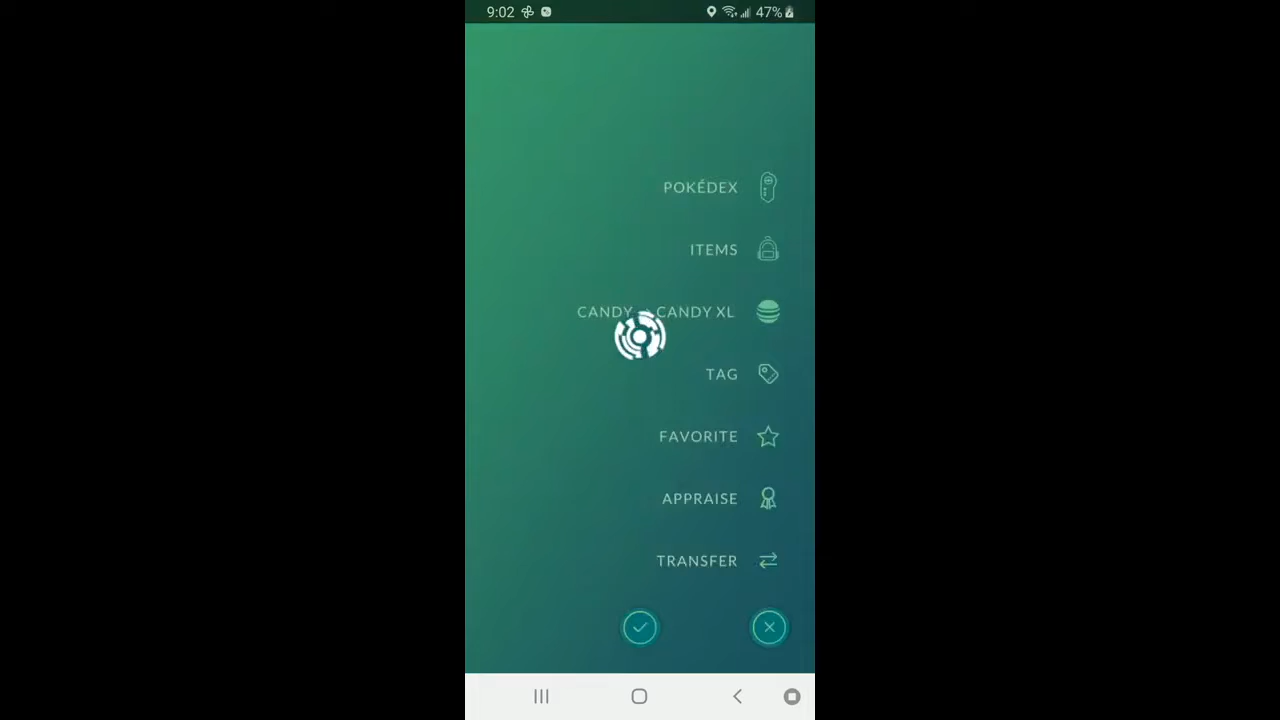 9:02 47%
POKÉDEX
ITEMS
CANDY → CANDY XL
TAG
FAVORITE
APPRAISE
TRANSFER